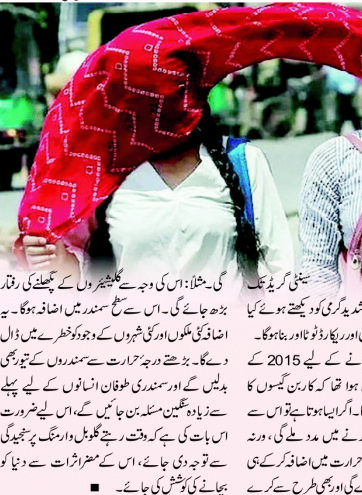 سینٹی گریڈ تک
شدید گرمی کو دیکھتے ہوئے کیا
اور ریکارڈ ٹوٹا اور بنا ہوگا۔
نے کے لیے 2015 کے
ہوا تھا کہ کاربن گیسوں کا
ا۔ اگر ایسا ہوتا ہے تو اس سے
نے میں مدد ملے گی، ورنہ
حرارت میں اضافہ کر کے ہی
ے گی اور بھی طرح سے کرے
گی۔ مثلاً: اس کی وجہ سے گلیشیئروں کے پگھلنے کی رفتار
بڑھ جائے گی۔ اس سے سطح سمندر میں اضافہ ہوگا۔ یہ
اضافہ کئی ملکوں اور کئی شہروں کے وجود کو خطرے میں ڈال
دے گا۔ بڑھتے درجۂ حرارت سے سمندروں کے تیور بھی
بدلیں گے اور سمندری طوفان انسانوں کے لیے پہلے
سے زیادہ سنگین مسئلہ بن جائیں گے، اس لیے ضرورت
اس بات کی ہے کہ وقت رہتے گلوبل وارمنگ پر سنجیدگی
سے توجہ دی جائے، اس کے مضر اثرات سے دنیا کو
بچانے کی کوشش کی جائے۔ ■